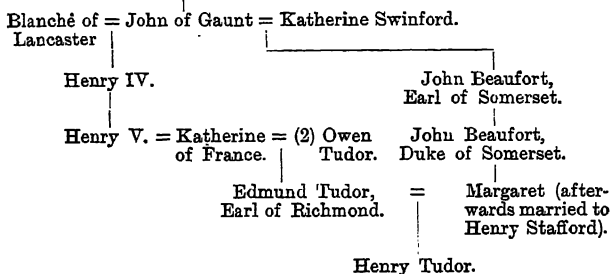 Blanche of = John of Gaunt = Katherine Swinford.
Lancaster
Henry IV. John Beaufort,
Earl of Somerset.
Henry V. = Katherine = (2) Owen John Beaufort,
of France. Tudor. Duke of Somerset.
Edmund Tudor, = Margaret (after-
Earl of Richmond. wards married to
Henry Stafford).
Henry Tudor.